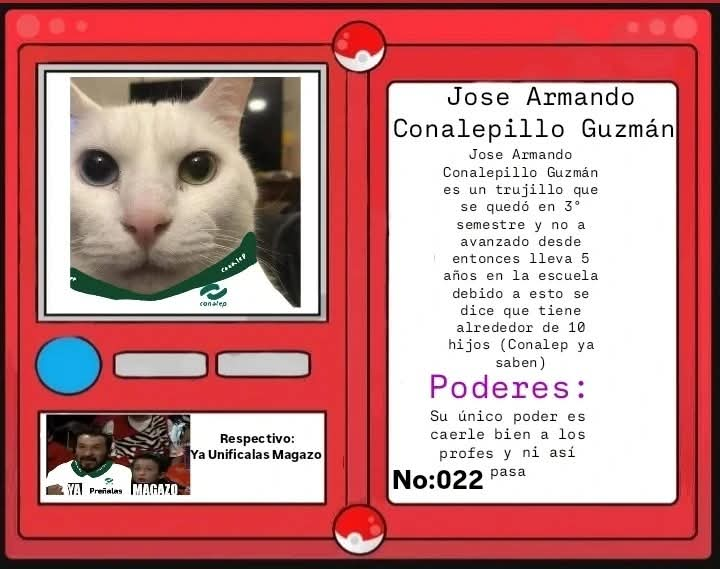 Jose Armando
Conalepillo Guzmán
Jose Armando
Conalepillo Guzmán
es un trujillo que
se quedó en 3°
semestre y no a
avanzado desde
entonces lleva 5
años en la escuela
debido a esto se
dice que tiene
alrededor de 10
hijos (Conalep ya
saben)
Poderes:
Su único poder es
caerle bien a los
profes y ni así
pasa
No:022
conalep
conalep
Respectivo:
Ya Unificalas Magazo
YA Preñalas MAGAZO